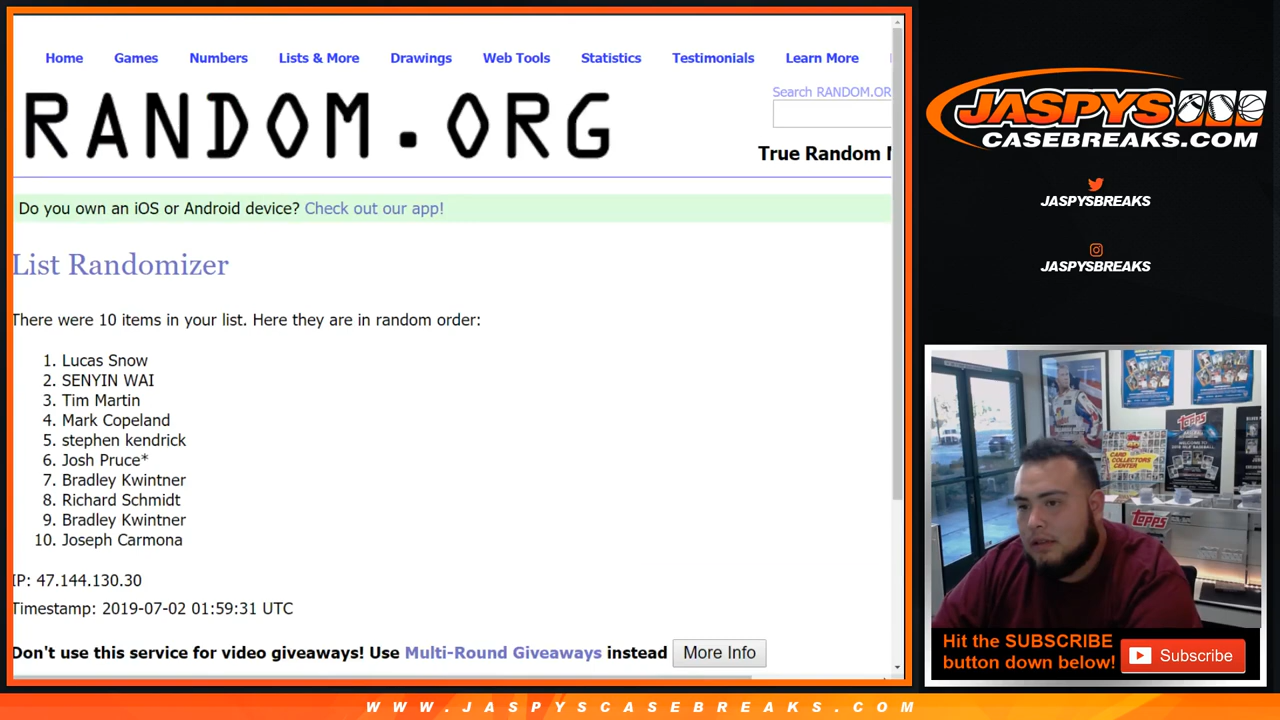 Home Games Numbers Lists & More Drawings Web Tools Statistics Testimonials Learn More
Search RANDOM.OR
RANDOM.ORG
True Random
Do you own an iOS or Android device? Check out our app!
List Randomizer
There were 10 items in your list. Here they are in random order:
1. Lucas Snow
2. SENYIN WAI
3. Tim Martin
4. Mark Copeland
5. stephen kendrick
6. Josh Pruce*
7. Bradley Kwintner
8. Richard Schmidt
9. Bradley Kwintner
10. Joseph Carmona
IP: 47.144.130.30
Timestamp: 2019-07-02 01:59:31 UTC
Don't use this service for video giveaways! Use Multi-Round Giveaways instead More Info
JASPYS
CASEBREAKS.COM
JASPYSBREAKS
JASPYSBREAKS
CARD
COLLECTORS
CENTER
TOPPS
TOPPS
Hit the SUBSCRIBE
button down below!
Subscribe
WWW.JASPYSCASEBREAKS.COM